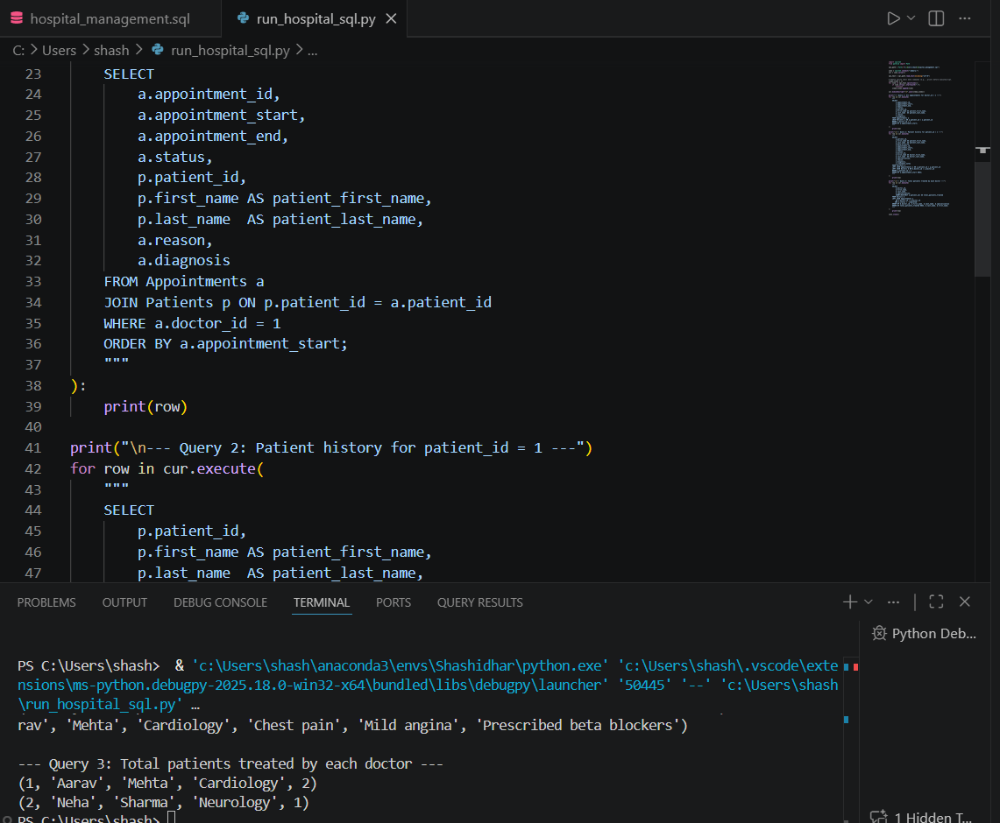 hospital_management.sql
run_hospital_sql.py
C: > Users > shash > run_hospital_sql.py > ...
23 SELECT
24 a.appointment_id,
25 a.appointment_start,
26 a.appointment_end,
27 a.status,
28 p.patient_id,
29 p.first_name AS patient_first_name,
30 p.last_name  AS patient_last_name,
31 a.reason,
32 a.diagnosis
33 FROM Appointments a
34 JOIN Patients p ON p.patient_id = a.patient_id
35 WHERE a.doctor_id = 1
36 ORDER BY a.appointment_start;
37 """
38 ):
39 print(row)
40
41 print("\n--- Query 2: Patient history for patient_id = 1 ---")
42 for row in cur.execute(
43 """
44 SELECT
45 p.patient_id,
46 p.first_name AS patient_first_name,
47 p.last_name  AS patient_last_name,
PROBLEMS OUTPUT DEBUG CONSOLE TERMINAL PORTS QUERY RESULTS
Python Deb...
PS C:\Users\shash>  & 'c:\Users\shash\anaconda3\envs\Shashidhar\python.exe' 'c:\Users\shash\.vscode\exte
nsions\ms-python.debugpy-2025.18.0-win32-x64\bundled\libs\debugpy\launcher' '50445' '--' 'c:\Users\shash
\run_hospital_sql.py' …
rav', 'Mehta', 'Cardiology', 'Chest pain', 'Mild angina', 'Prescribed beta blockers')
--- Query 3: Total patients treated by each doctor ---
(1, 'Aarav', 'Mehta', 'Cardiology', 2)
(2, 'Neha', 'Sharma', 'Neurology', 1)
PS C:\Users\shash>
1 Hidden T...